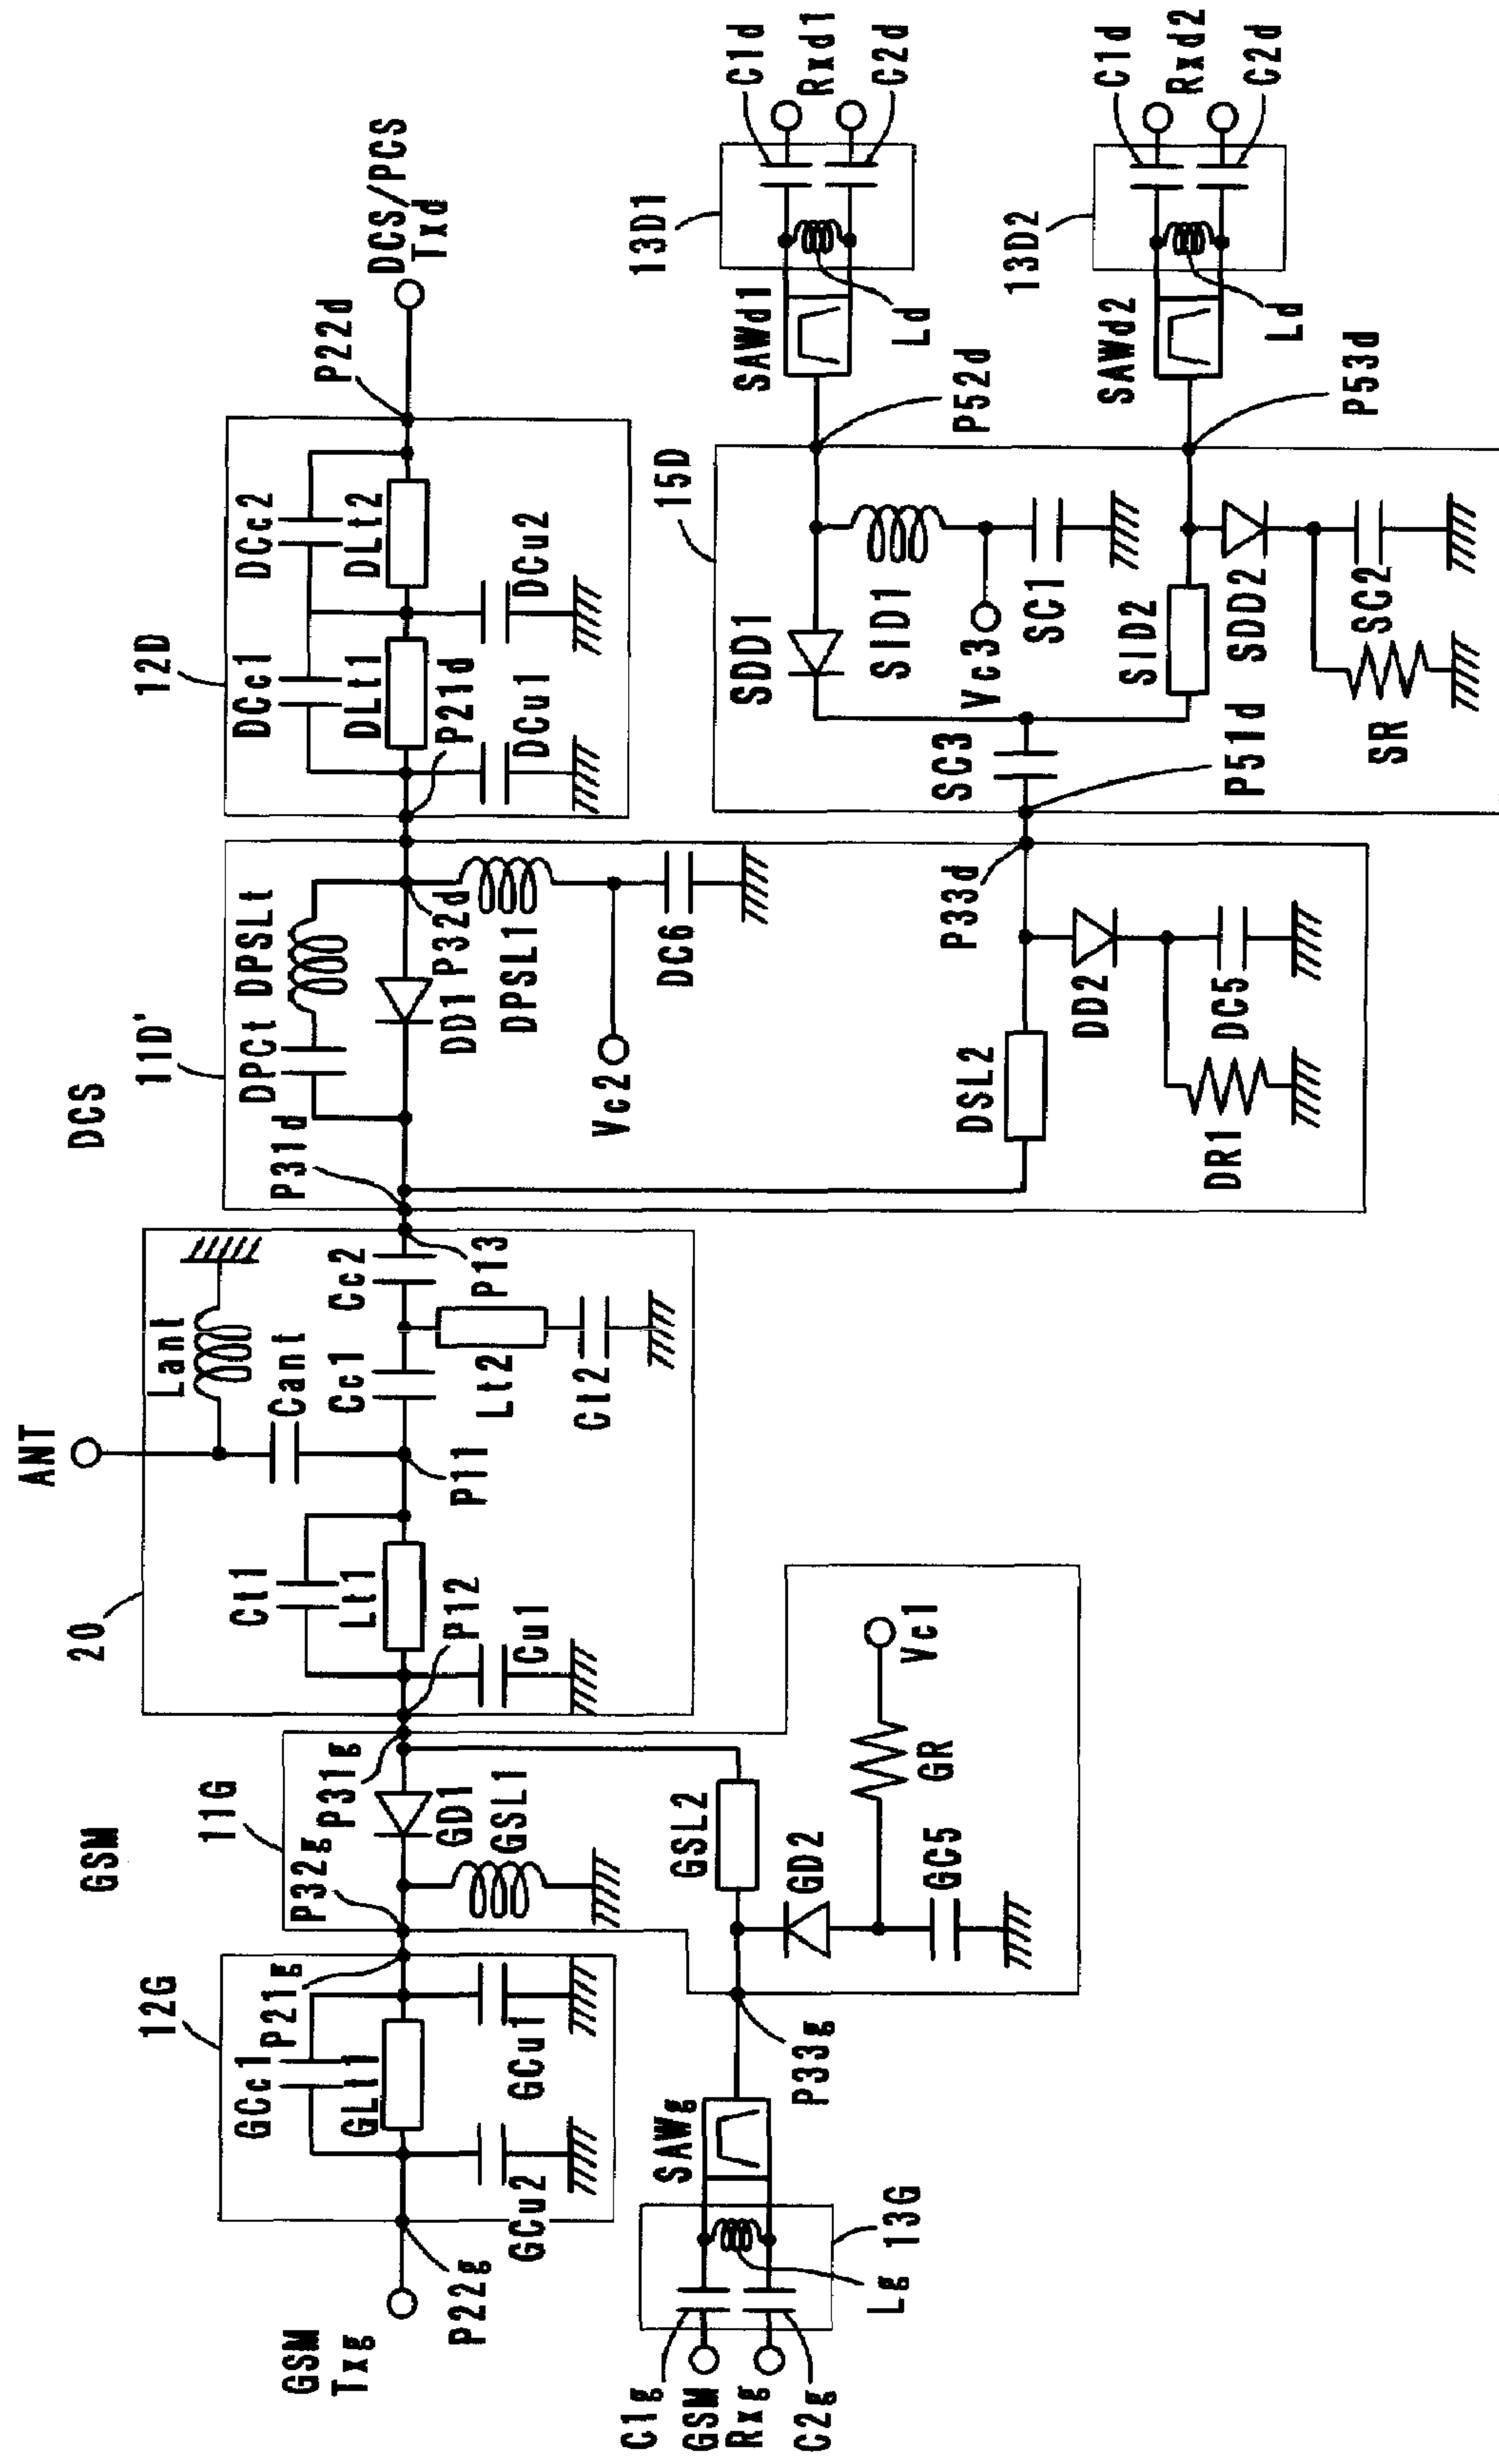 GSM
DCS
ANT
20
Lant
Cant
Ct1
Lt1
P12
Cu1
P11
Cc1
Cc2
P13
Lt2
Ct2
11G
P31g
P32g
GD1
GSL1
GSL2
GD2
GC5
GR
Vc1
P33g
12G
P21g
GCc1
GLt1
GCu1
GCu2
P22g
GSM
Txg
SAWg
13G
Lg
C1g
GSM
Rxg
C2g
11D'
P31d
DPCt
DPSLt
DD1
P32d
DPSL1
Vc2
DC6
DSL2
DD2
DC5
DR1
P33d
12D
DCc1
DCc2
DLt1
DLt2
P21d
DCu1
DCu2
P22d
DCS/PCS
Txd
15D
SDD1
SID1
Vc3
SC1
SC3
SID2
SDD2
SC2
SR
P51d
P52d
P53d
SAWd1
13D1
Ld
C1d
Rxd1
C2d
SAWd2
13D2
Ld
C1d
Rxd2
C2d